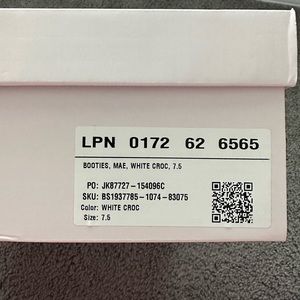 LPN 0172 62 6565
BOOTIES, MAE, WHITE CROC, 7.5
PO: JK87727-154096C
SKU: BS1937785-1074-83075
Color: WHITE CROC
Size: 7.5